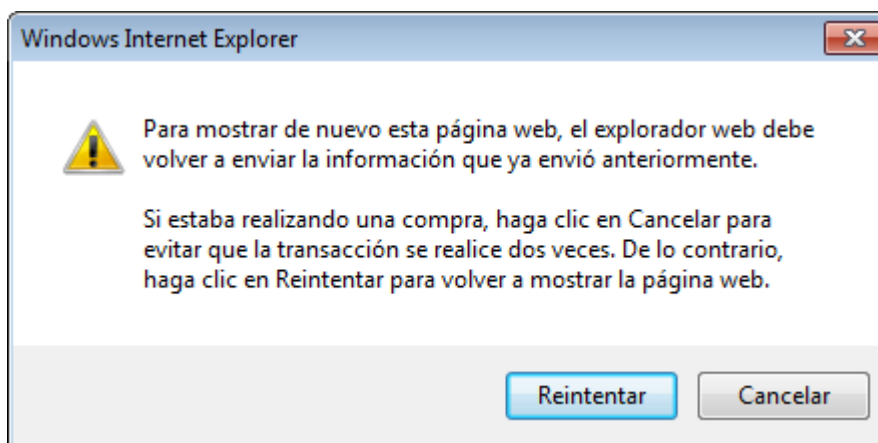 Windows Internet Explorer
Para mostrar de nuevo esta página web, el explorador web debe
volver a enviar la información que ya envió anteriormente.
Si estaba realizando una compra, haga clic en Cancelar para
evitar que la transacción se realice dos veces. De lo contrario,
haga clic en Reintentar para volver a mostrar la página web.
Reintentar
Cancelar